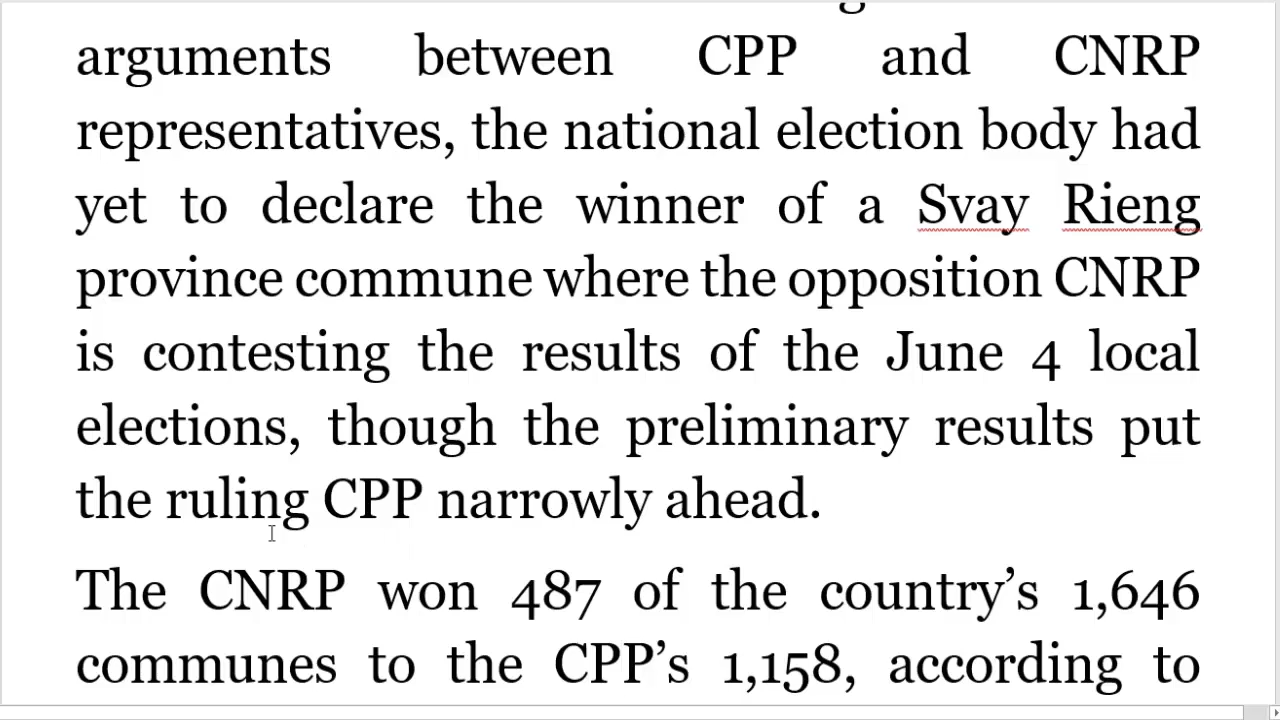 arguments between CPP and CNRP
representatives, the national election body had
yet to declare the winner of a Svay Rieng
province commune where the opposition CNRP
is contesting the results of the June 4 local
elections, though the preliminary results put
the ruling CPP narrowly ahead.
The CNRP won 487 of the country’s 1,646
communes to the CPP’s 1,158, according to